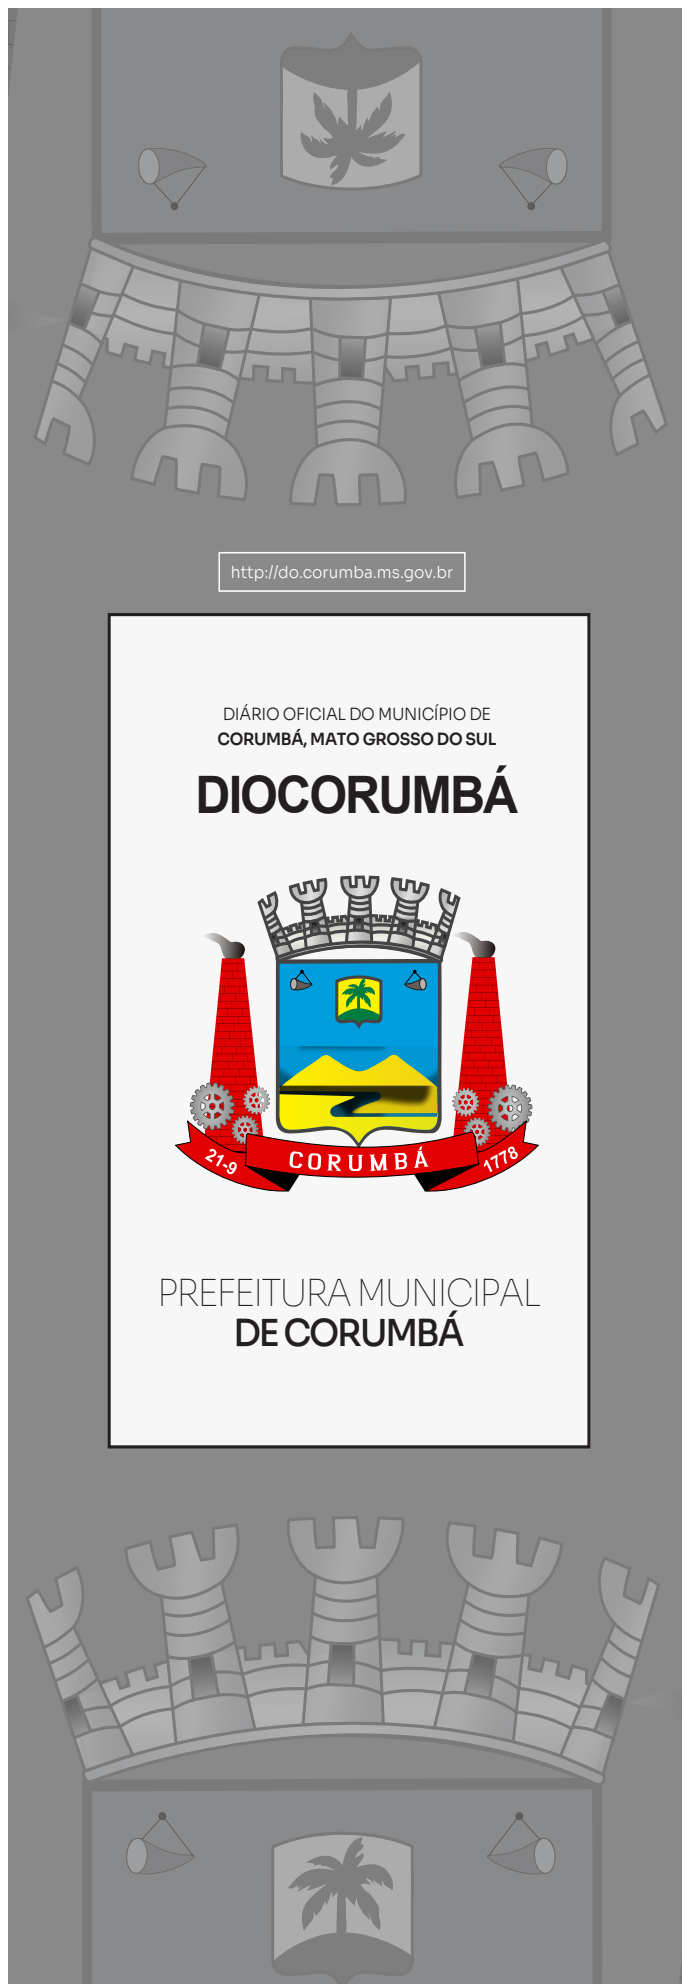 http://do.corumba.ms.gov.br
DIÁRIO OFICIAL DO MUNICÍPIO DE
CORUMBÁ, MATO GROSSO DO SUL
DIOCORUMBÁ
21-9
CORUMBÁ
1778
PREFEITURA MUNICIPAL
DE CORUMBÁ